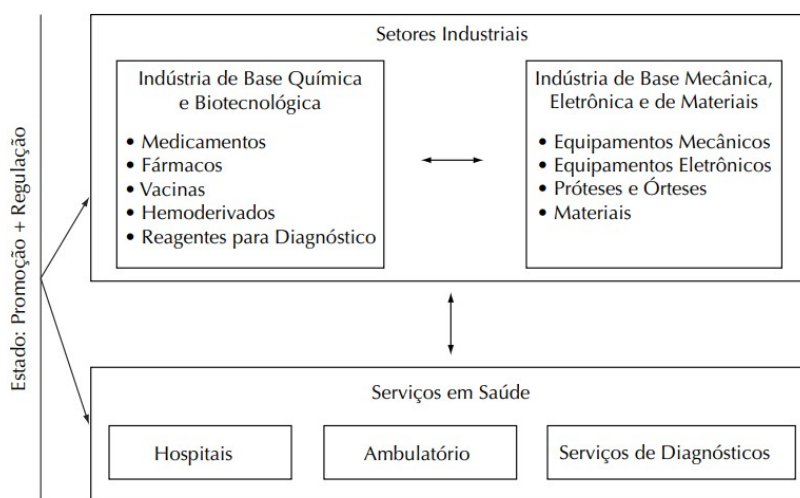 Estado: Promoção + Regulação
Setores Industriais
Indústria de Base Química
e Biotecnológica
• Medicamentos
• Fármacos
• Vacinas
• Hemoderivados
• Reagentes para Diagnóstico
Indústria de Base Mecânica,
Eletrônica e de Materiais
• Equipamentos Mecânicos
• Equipamentos Eletrônicos
• Próteses e Órteses
• Materiais
Serviços em Saúde
Hospitais
Ambulatório
Serviços de Diagnósticos